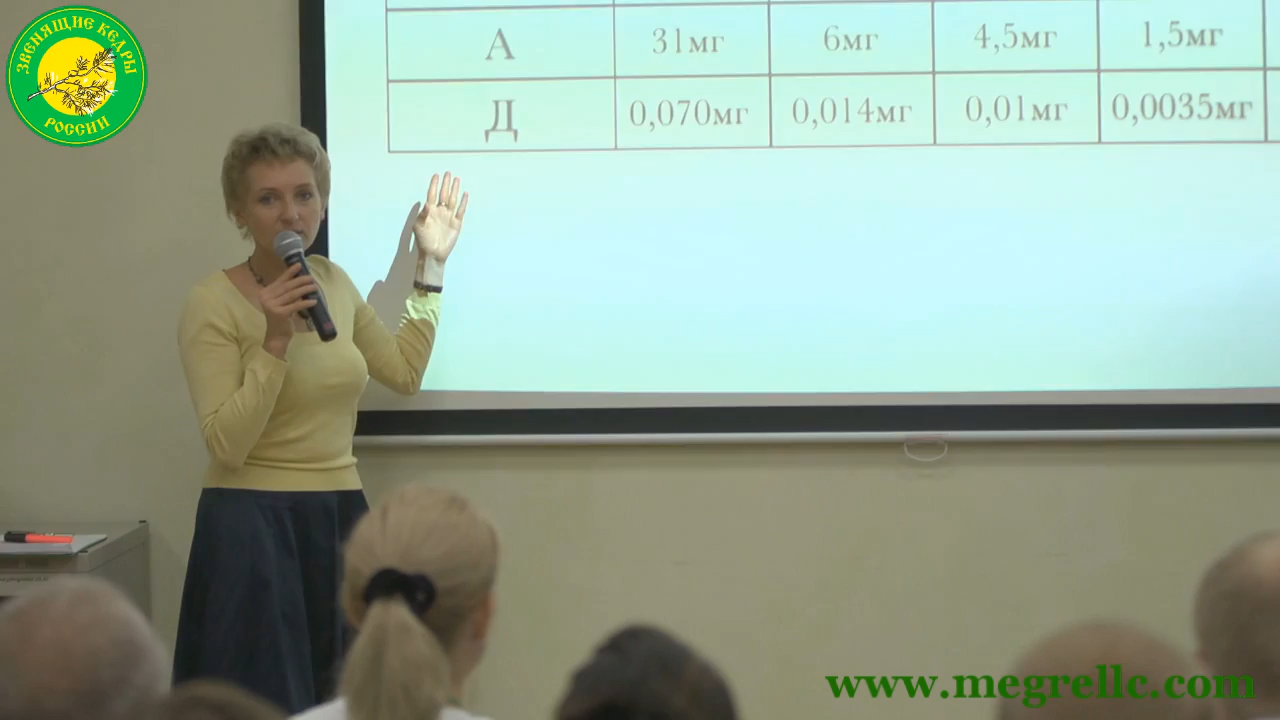 ЗВЕНЯЩИЕ КЕДРЫ
РОССИИ
А 31мг 6мг 4,5мг 1,5мг
Д 0,070мг 0,014мг 0,01мг 0,0035мг
www.megrellc.com